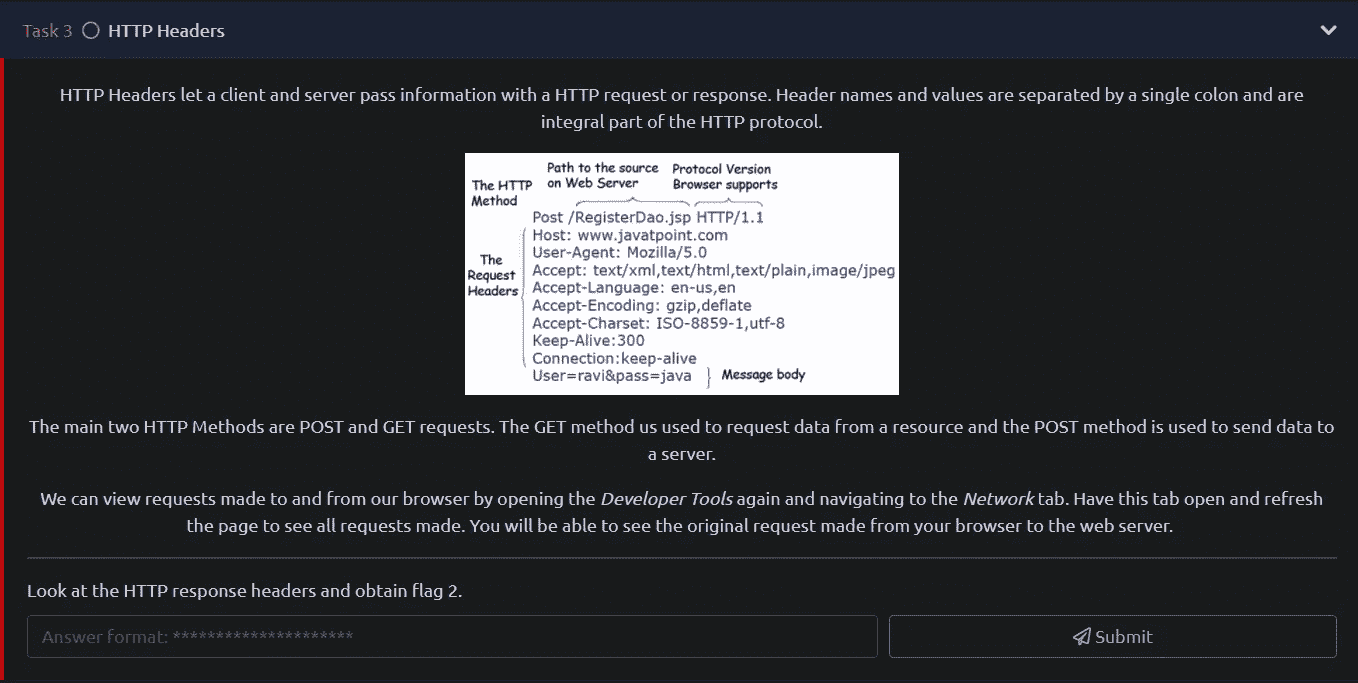 Task 3 HTTP Headers
HTTP Headers let a client and server pass information with a HTTP request or response. Header names and values are separated by a single colon and are
integral part of the HTTP protocol.
The HTTP
Method
Path to the source
on Web Server
Protocol Version
Browser supports
Post /RegisterDao.jsp HTTP/1.1
The
Request
Headers
Host: www.javatpoint.com
User-Agent: Mozilla/5.0
Accept: text/xml,text/html,text/plain,image/jpeg
Accept-Language: en-us,en
Accept-Encoding: gzip,deflate
Accept-Charset: ISO-8859-1,utf-8
Keep-Alive:300
Connection:keep-alive
User=ravi&pass=java } Message body
The main two HTTP Methods are POST and GET requests. The GET method us used to request data from a resource and the POST method is used to send data to
a server.
We can view requests made to and from our browser by opening the Developer Tools again and navigating to the Network tab. Have this tab open and refresh
the page to see all requests made. You will be able to see the original request made from your browser to the web server.
Look at the HTTP response headers and obtain flag 2.
Answer format: *********************
Submit